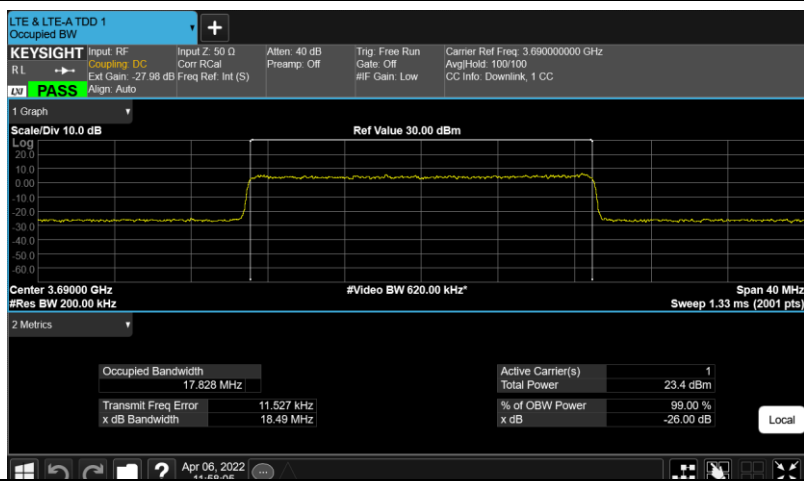 LTE & LTE-A TDD 1
Occupied BW
KEYSIGHT
RL
LXI
PASS
Input: RF
Coupling: DC
Ext Gain: -27.98 dB
Align: Auto
Input Z: 50 Ω
Corr RCal
Freq Ref: Int (S)
Atten: 40 dB
Preamp: Off
Trig: Free Run
Gate: Off
#IF Gain: Low
Carrier Ref Freq: 3.690000000 GHz
Avg|Hold: 100/100
CC Info: Downlink, 1 CC
1 Graph
Scale/Div 10.0 dB
Ref Value 30.00 dBm
Log
20.0
10.0
0.00
-10.0
-20.0
-30.0
-40.0
-50.0
-60.0
Center 3.69000 GHz
#Video BW 620.00 kHz*
Span 40 MHz
#Res BW 200.00 kHz
Sweep 1.33 ms (2001 pts)
2 Metrics
Occupied Bandwidth
17.828 MHz
Transmit Freq Error 11.527 kHz
x dB Bandwidth 18.49 MHz
Active Carrier(s) 1
Total Power 23.4 dBm
% of OBW Power 99.00 %
x dB -26.00 dB
Local
?
Apr 06, 2022
11:58:05